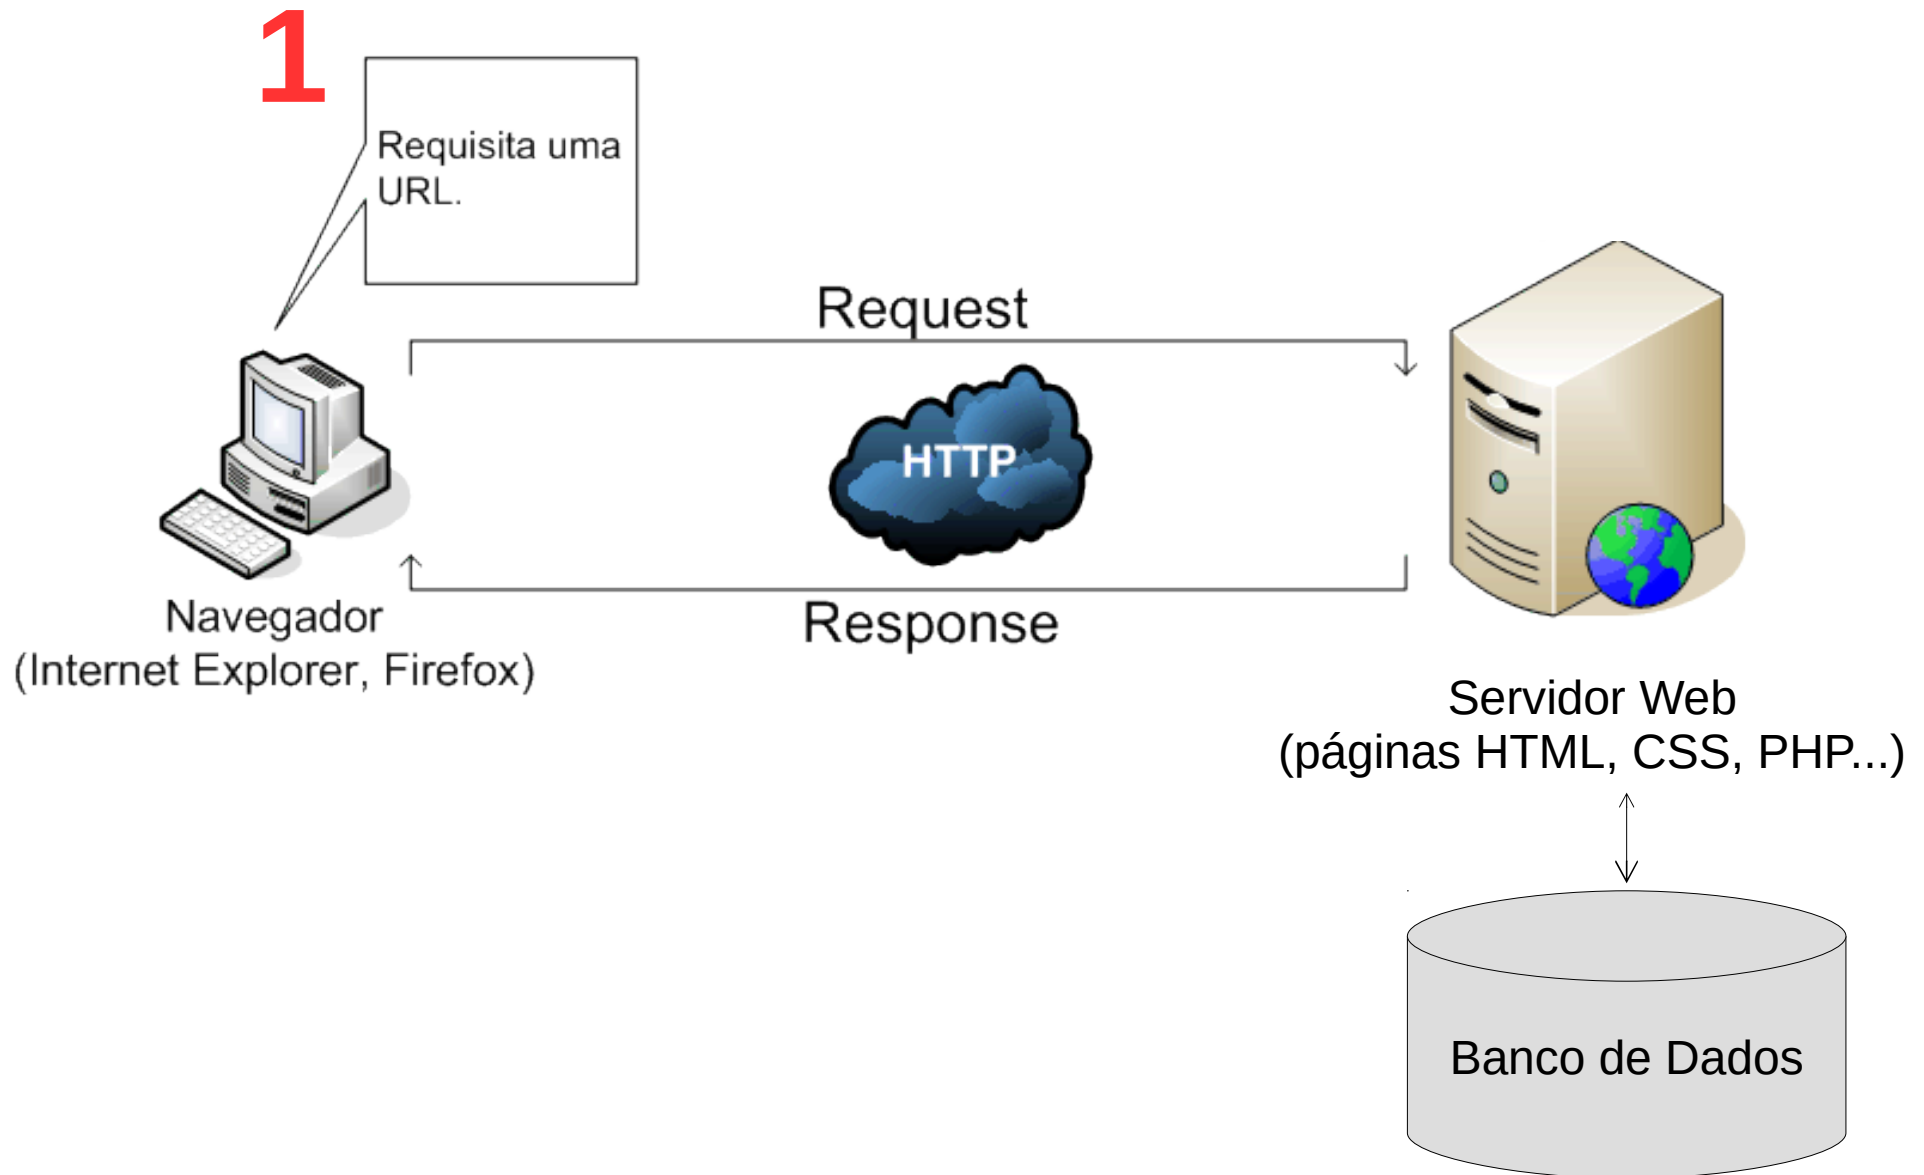 1
Requisita uma
URL.
Request
HTTP
Response
Navegador
(Internet Explorer, Firefox)
Servidor Web
(páginas HTML, CSS, PHP...)
Banco de Dados